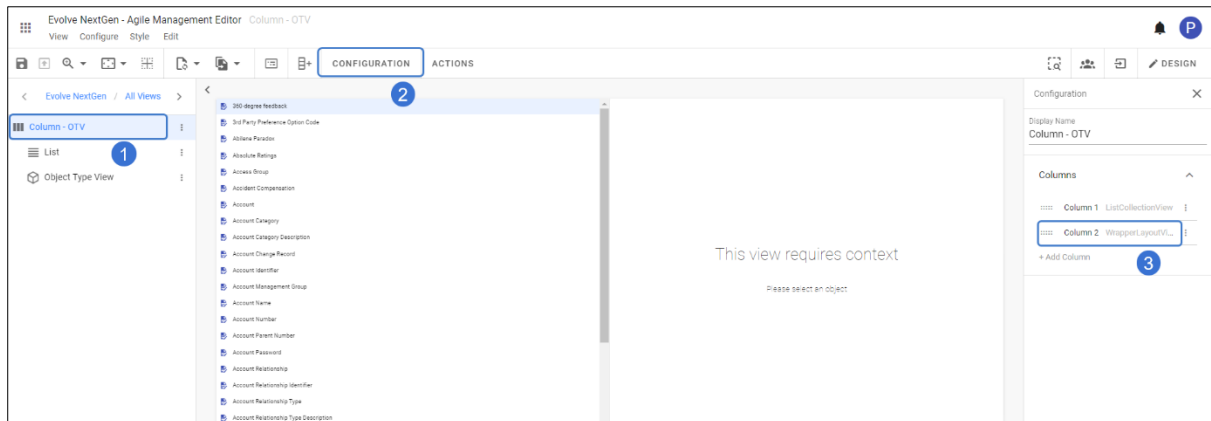 Evolve NextGen - Agile Management Editor Column - OTV
View Configure Style Edit
P
CONFIGURATION ACTIONS
DESIGN
2
Evolve NextGen / All Views
Column - OTV
1
List
Object Type View
360 degree feedback
3rd Party Preference Option Code
Abilene Paradox
Absolute Ratings
Access Group
Accident Compensation
Account
Account Category
Account Category Description
Account Change Record
Account Identifier
Account Management Group
Account Name
Account Number
Account Parent Number
Account Password
Account Relationship
Account Relationship Identifier
Account Relationship Type
Account Relationship Type Description
This view requires context
Please select an object
Configuration
Display Name
Column - OTV
Columns
Column 1 ListCollectionView
Column 2 WrapperLayoutVi...
+ Add Column
3